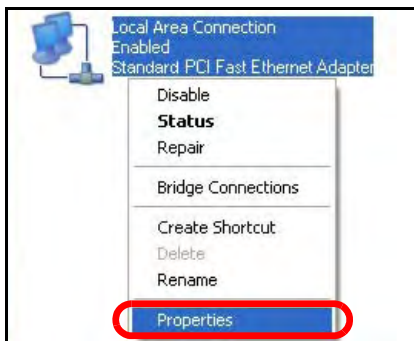 Local Area Connection
Enabled
Standard PCI Fast Ethernet Adapter
Disable
Status
Repair
Bridge Connections
Create Shortcut
Delete
Rename
Properties